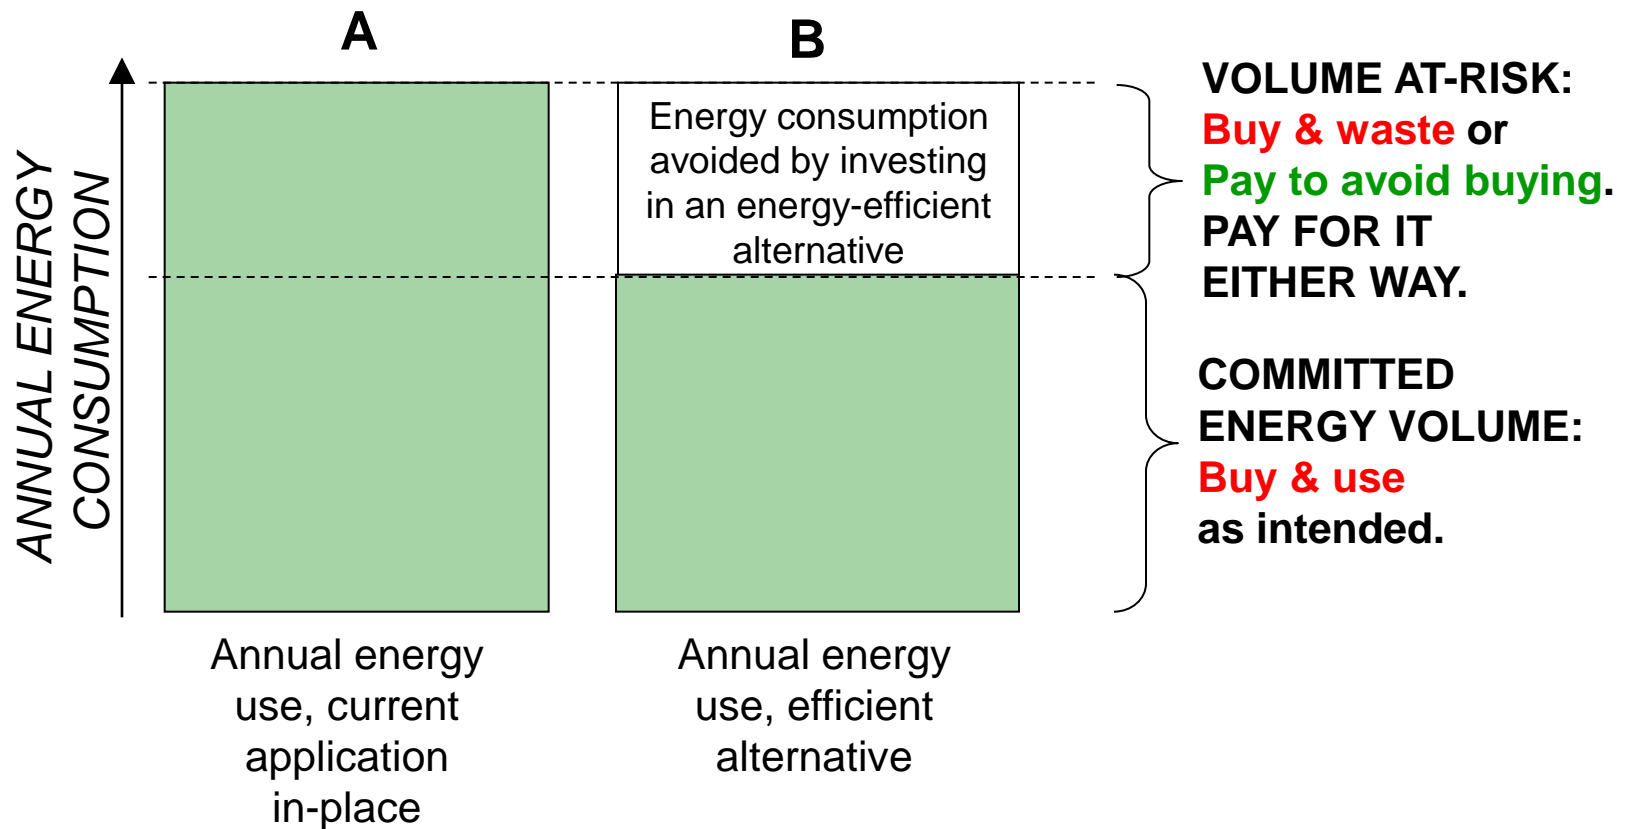 A
B
ANNUAL ENERGY
CONSUMPTION
Energy consumption
avoided by investing
in an energy-efficient
alternative
VOLUME AT-RISK:
Buy & waste or
Pay to avoid buying.
PAY FOR IT
EITHER WAY.
COMMITTED
ENERGY VOLUME:
Buy & use
as intended.
Annual energy
use, current
application
in-place
Annual energy
use, efficient
alternative